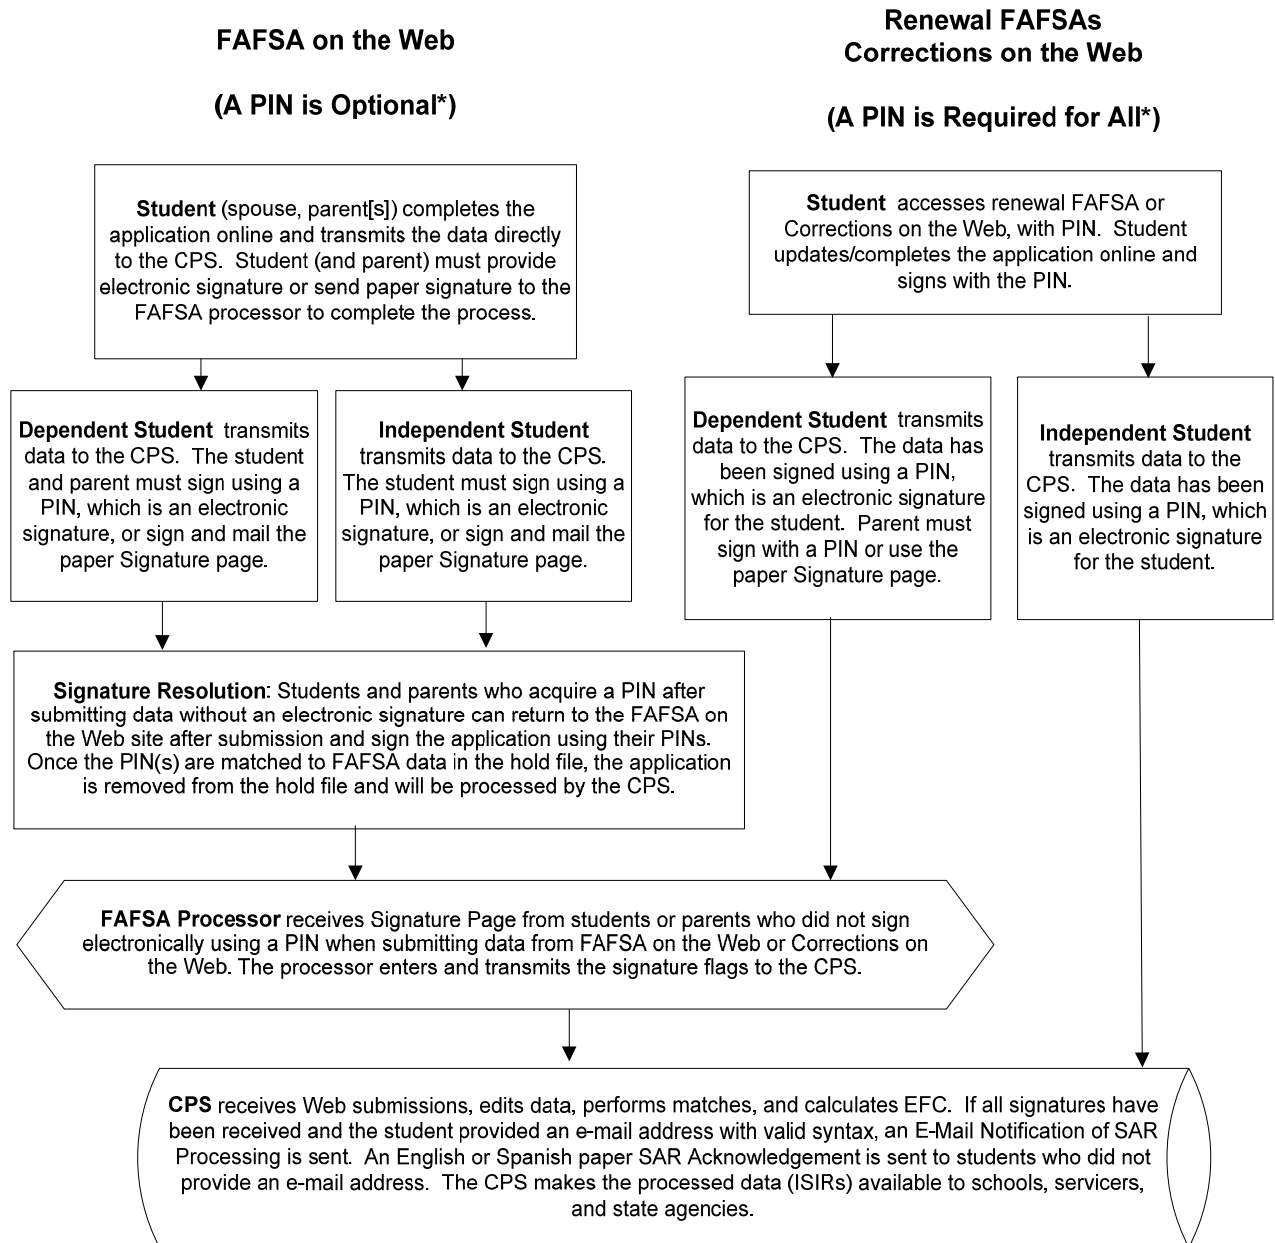 FAFSA on the Web
(A PIN is Optional*)
Renewal FAFSAs
Corrections on the Web
(A PIN is Required for All*)
Student (spouse, parent[s]) completes the
application online and transmits the data directly
to the CPS. Student (and parent) must provide
electronic signature or send paper signature to the
FAFSA processor to complete the process.
Student accesses renewal FAFSA or
Corrections on the Web, with PIN. Student
updates/completes the application online and
signs with the PIN.
Dependent Student transmits
data to the CPS. The student
and parent must sign using a
PIN, which is an electronic
signature, or sign and mail the
paper Signature page.
Independent Student
transmits data to the CPS.
The student must sign using a
PIN, which is an electronic
signature, or sign and mail the
paper Signature page.
Dependent Student transmits
data to the CPS. The data has
been signed using a PIN,
which is an electronic signature
for the student. Parent must
sign with a PIN or use the
paper Signature page.
Independent Student
transmits data to the
CPS. The data has been
signed using a PIN, which
is an electronic signature
for the student.
Signature Resolution: Students and parents who acquire a PIN after
submitting data without an electronic signature can return to the FAFSA on
the Web site after submission and sign the application using their PINs.
Once the PIN(s) are matched to FAFSA data in the hold file, the application
is removed from the hold file and will be processed by the CPS.
FAFSA Processor receives Signature Page from students or parents who did not sign
electronically using a PIN when submitting data from FAFSA on the Web or Corrections on
the Web. The processor enters and transmits the signature flags to the CPS.
CPS receives Web submissions, edits data, performs matches, and calculates EFC. If all signatures have
been received and the student provided an e-mail address with valid syntax, an E-Mail Notification of SAR
Processing is sent. An English or Spanish paper SAR Acknowledgement is sent to students who did not
provide an e-mail address. The CPS makes the processed data (ISIRs) available to schools, servicers,
and state agencies.